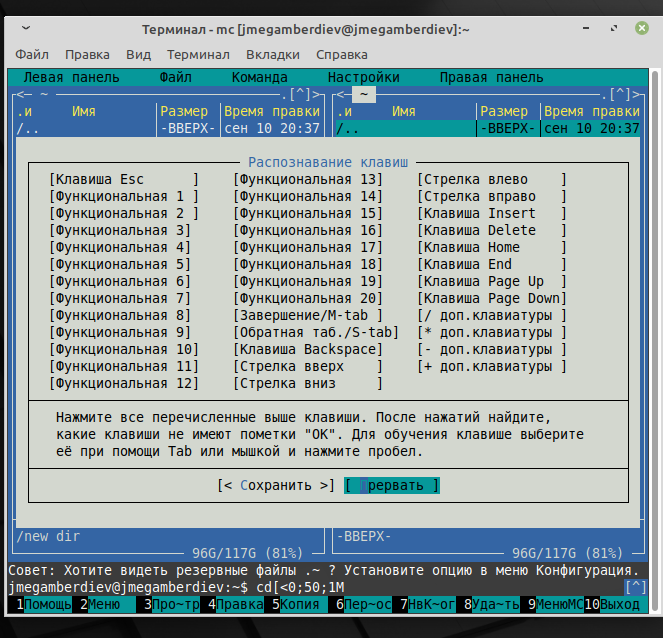 Терминал - mc [jmegamberdiev@jmegamberdiev]:~
Файл Правка Вид Терминал Вкладки Справка
Левая панель Файл Команда Настройки Правая панель
<— ~ .[^]> <— ~ .[^]>
.и Имя Размер Время правки .и Имя Размер Время правки
/.. -ВВЕРХ- сен 10 20:37 /.. -ВВЕРХ- сен 10 20:37
Распознавание клавиш
[Клавиша Esc ] [Функциональная 13] [Стрелка влево ]
[Функциональная 1 ] [Функциональная 14] [Стрелка вправо ]
[Функциональная 2 ] [Функциональная 15] [Клавиша Insert ]
[Функциональная 3] [Функциональная 16] [Клавиша Delete ]
[Функциональная 4] [Функциональная 17] [Клавиша Home ]
[Функциональная 5] [Функциональная 18] [Клавиша End ]
[Функциональная 6] [Функциональная 19] [Клавиша Page Up ]
[Функциональная 7] [Функциональная 20] [Клавиша Page Down]
[Функциональная 8] [Завершение/M-tab ] [/ доп.клавиатуры ]
[Функциональная 9] [Обратная таб./S-tab] [* доп.клавиатуры ]
[Функциональная 10] [Клавиша Backspace] [- доп.клавиатуры ]
[Функциональная 11] [Стрелка вверх ] [+ доп.клавиатуры ]
[Функциональная 12] [Стрелка вниз ]
Нажмите все перечисленные выше клавиши. После нажатий найдите,
какие клавиши не имеют пометки "OK". Для обучения клавише выберите
её при помощи Tab или мышкой и нажмите пробел.
[< Сохранить >] [ Прервать ]
/new dir -ВВЕРХ-
96G/117G (81%) 96G/117G (81%)
Совет: Хотите видеть резервные файлы .~ ? Установите опцию в меню Конфигурация.
jmegamberdiev@jmegamberdiev:~$ cd[<0;50;1M [^]
1Помощь 2Меню 3Про~тр 4Правка 5Копия 6Пер~ос 7НвК~ог 8Уда~ть 9МенюМС 10Выход